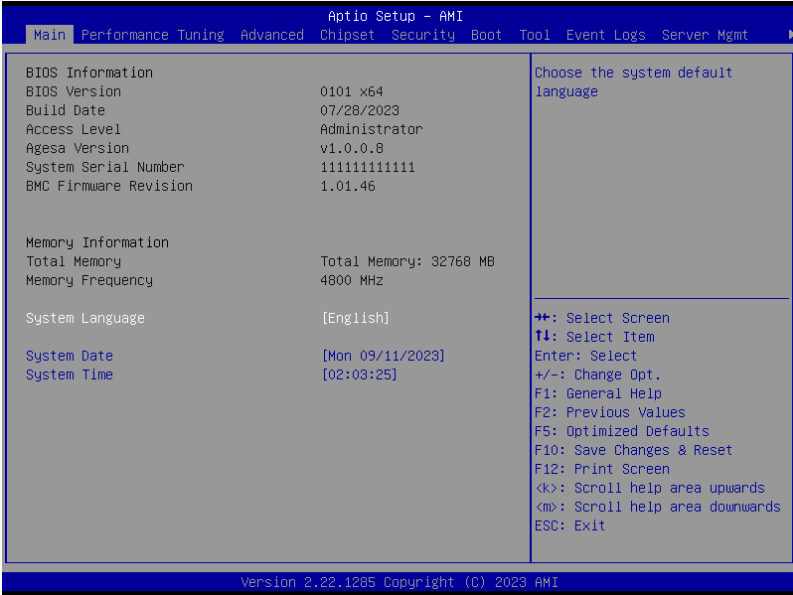 Aptio Setup – AMI
Main Performance Tuning Advanced Chipset Security Boot Tool Event Logs Server Mgmt
BIOS Information
BIOS Version 0101 x64
Build Date 07/28/2023
Access Level Administrator
Agesa Version v1.0.0.8
System Serial Number 111111111111
BMC Firmware Revision 1.01.46
Memory Information
Total Memory Total Memory: 32768 MB
Memory Frequency 4800 MHz
System Language [English]
System Date [Mon 09/11/2023]
System Time [02:03:25]
Choose the system default
language
→←: Select Screen
↑↓: Select Item
Enter: Select
+/-: Change Opt.
F1: General Help
F2: Previous Values
F5: Optimized Defaults
F10: Save Changes & Reset
F12: Print Screen
<k>: Scroll help area upwards
<m>: Scroll help area downwards
ESC: Exit
Version 2.22.1285 Copyright (C) 2023 AMI